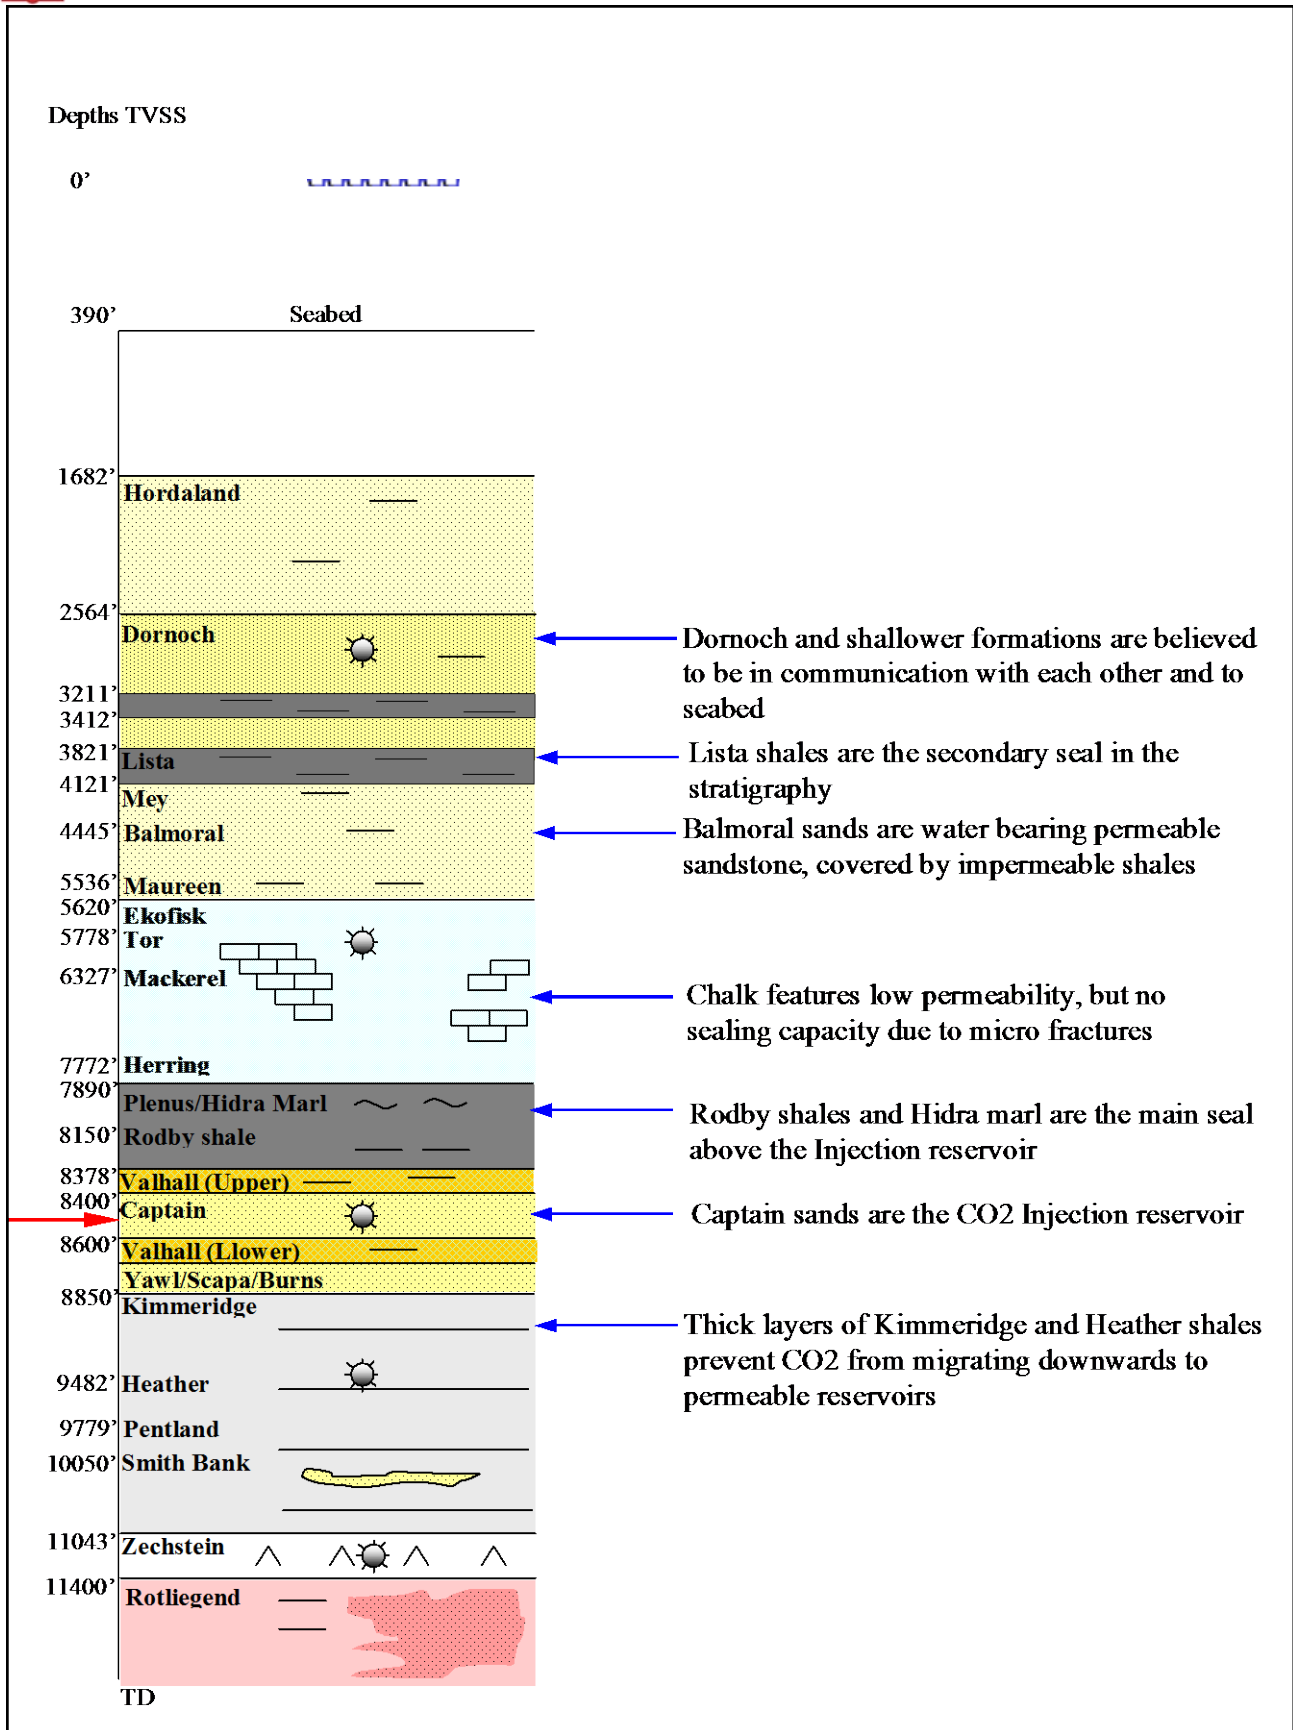 Depths TVSS
0’
390’ Seabed
1682’
Hordaland
2564’
Dornoch
Dornoch and shallower formations are believed
to be in communication with each other and to
seabed
3211’
3412’
3821’
Lista
Lista shales are the secondary seal in the
stratigraphy
4121’
Mey
4445’ Balmoral
Balmoral sands are water bearing permeable
sandstone, covered by impermeable shales
5536’ Maureen
5620’
Ekofisk
5778’ Tor
6327’ Mackerel
Chalk features low permeability, but no
sealing capacity due to micro fractures
7772’ Herring
7890’
Plenus/Hidra Marl
8150’ Rodby shale
Rodby shales and Hidra marl are the main seal
above the Injection reservoir
8378’
Valhall (Upper)
8400’
Captain
Captain sands are the CO2 Injection reservoir
8600’
Valhall (Llower)
Yawl/Scapa/Burns
8850’
Kimmeridge
Thick layers of Kimmeridge and Heather shales
prevent CO2 from migrating downwards to
permeable reservoirs
9482’ Heather
9779’ Pentland
10050’ Smith Bank
11043’ Zechstein
11400’
Rotliegend
TD